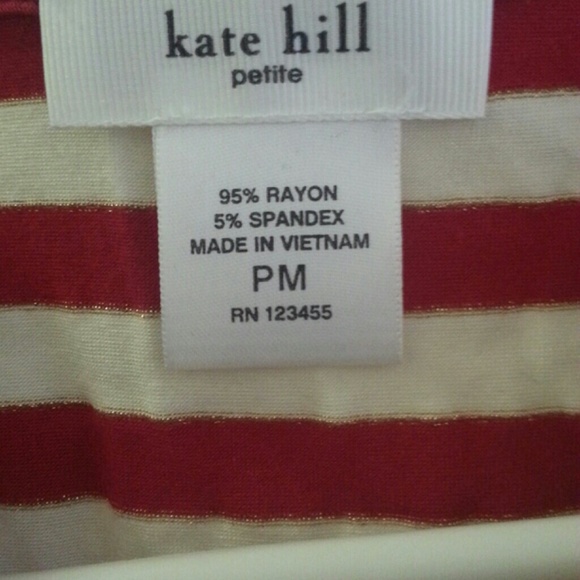 kate hill
petite
95% RAYON
5% SPANDEX
MADE IN VIETNAM
PM
RN 123455